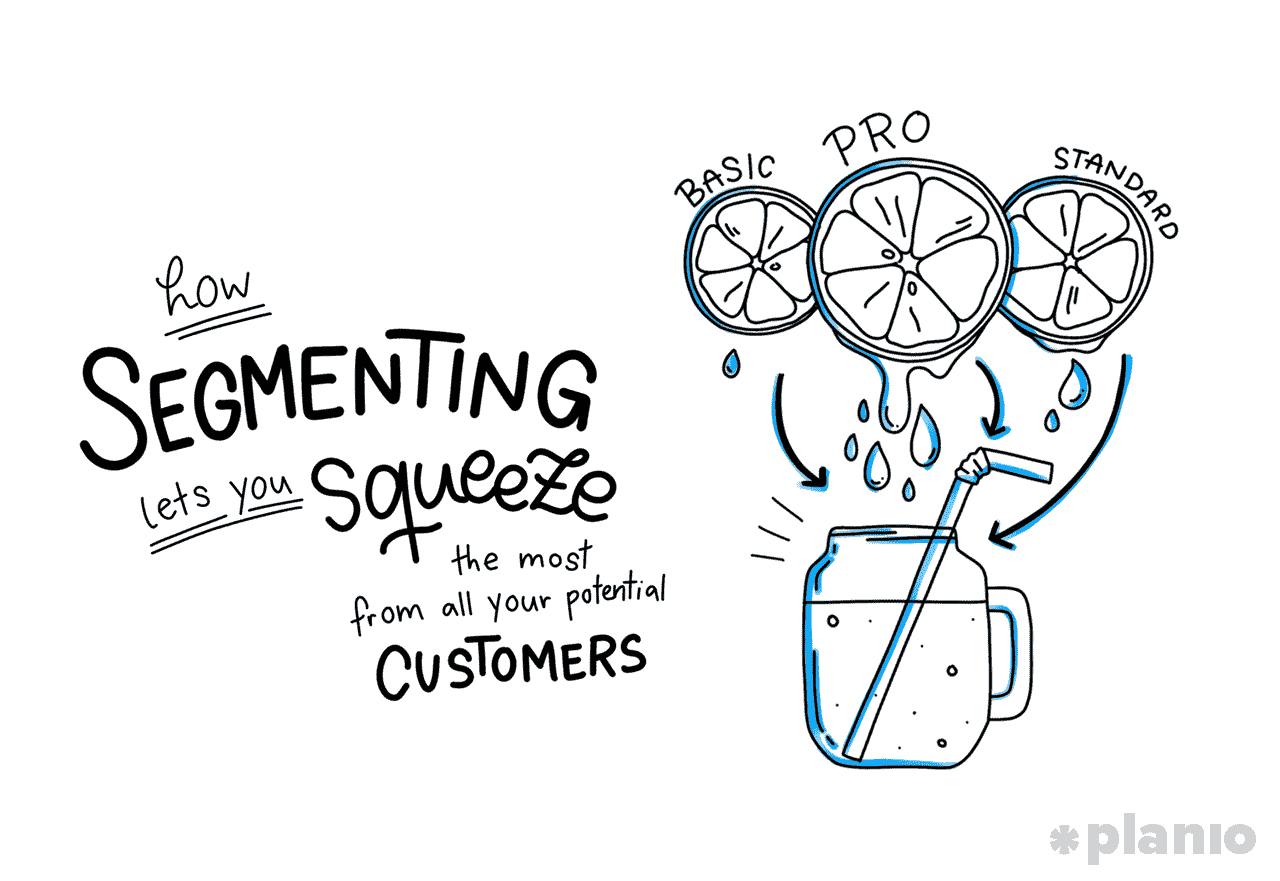 how
SEGMENTING
lets you squeeze
the most
from all your potential
CUSTOMERS
BASIC
PRO
STANDARD
planio